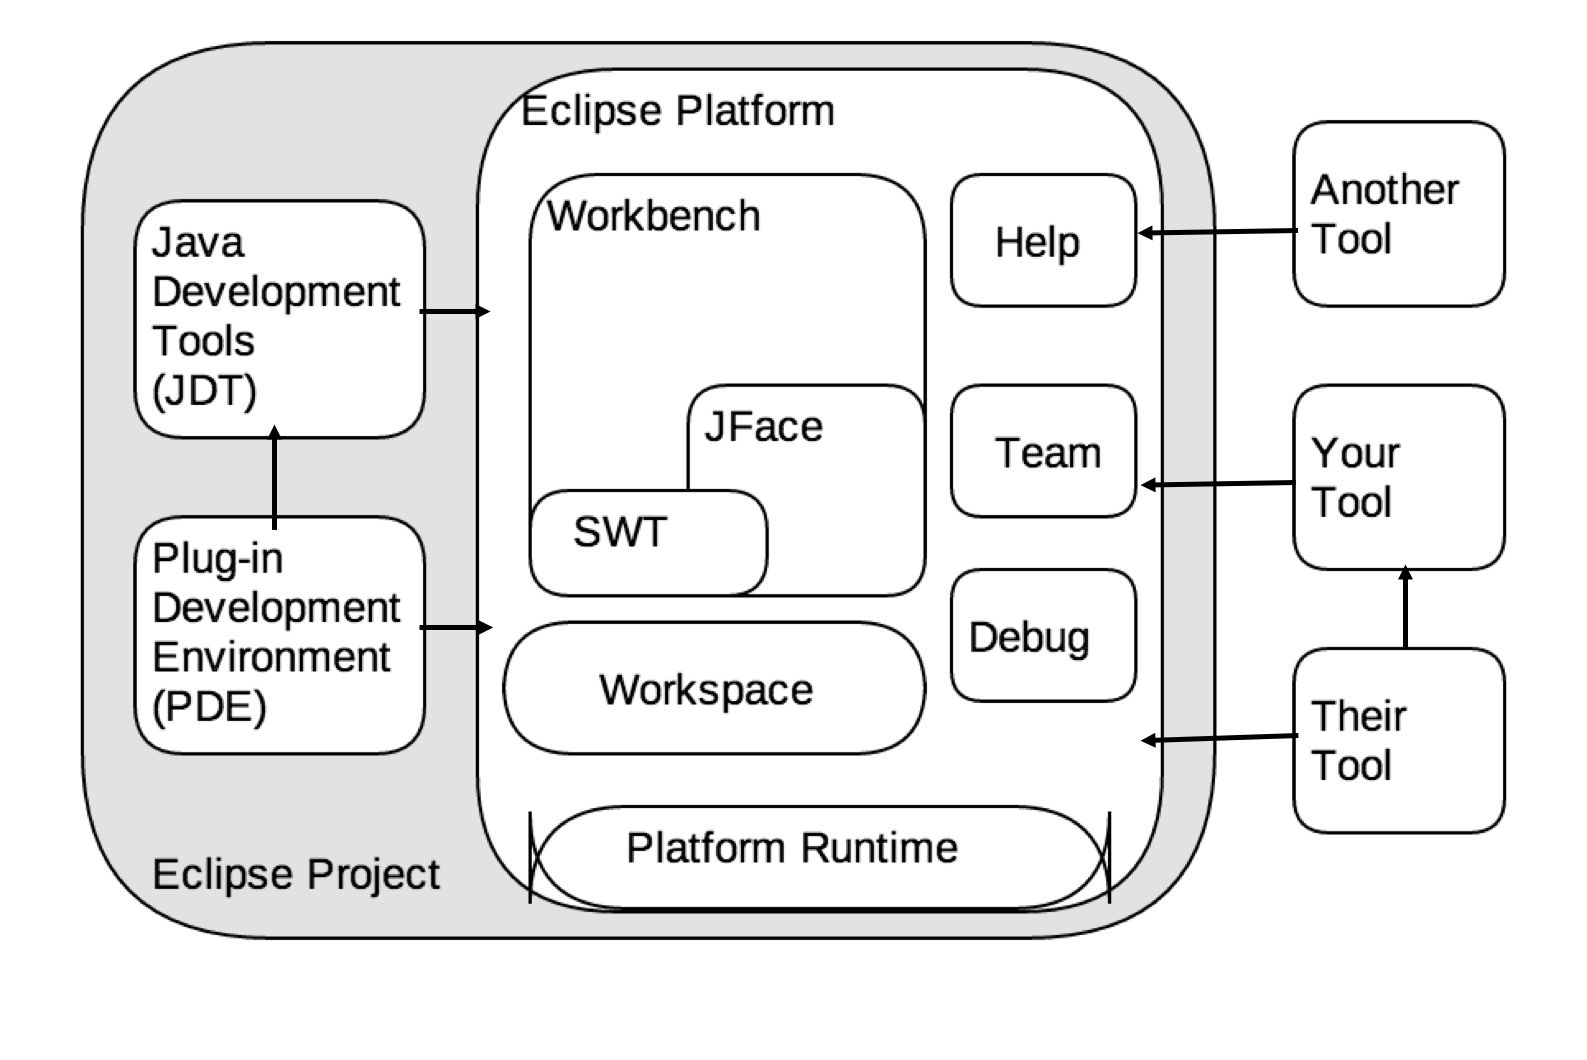 Eclipse Platform
Workbench
Help
Another
Tool
Java
Development
Tools
(JDT)
JFace
Team
Your
Tool
SWT
Plug-in
Development
Environment
(PDE)
Debug
Workspace
Their
Tool
Platform Runtime
Eclipse Project